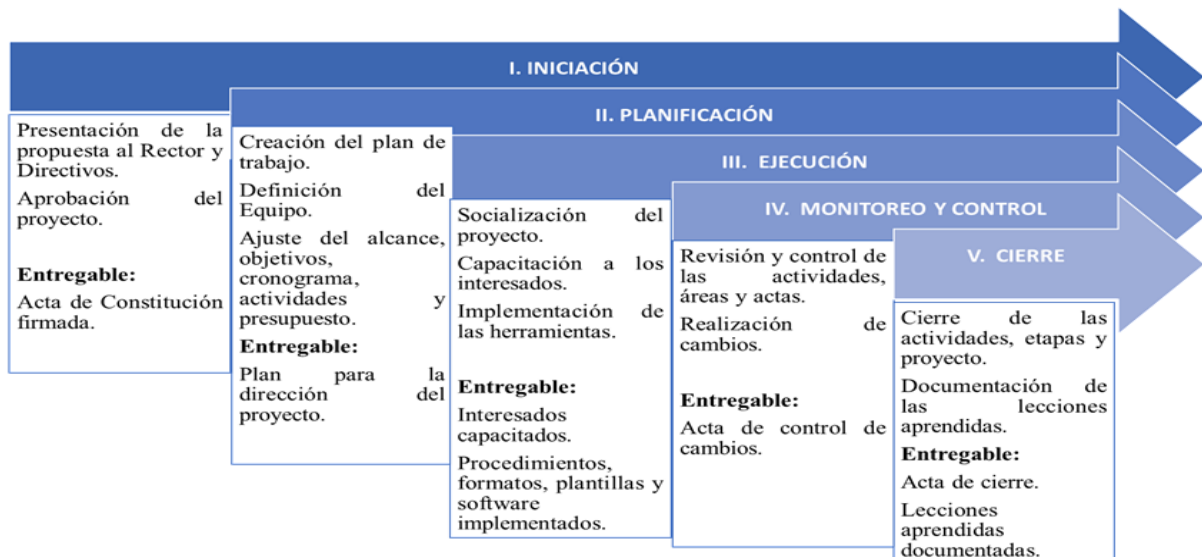 I. INICIACIÓN
Presentación de la
propuesta al Rector y
Directivos.
Aprobación del
proyecto.
Entregable:
Acta de Constitución
firmada.
II. PLANIFICACIÓN
Creación del plan de
trabajo.
Definición del
Equipo.
Ajuste del alcance,
objetivos,
cronograma,
actividades y
presupuesto.
Entregable:
Plan para la
dirección del
proyecto.
III. EJECUCIÓN
Socialización del
proyecto.
Capacitación a los
interesados.
Implementación de
las herramientas.
Entregable:
Interesados
capacitados.
Procedimientos,
formatos, plantillas y
software
implementados.
IV. MONITOREO Y CONTROL
Revisión y control de
las actividades,
áreas y actas.
Realización de
cambios.
Entregable:
Acta de control de
cambios.
V. CIERRE
Cierre de las
actividades, etapas y
proyecto.
Documentación de
las lecciones
aprendidas.
Entregable:
Acta de cierre.
Lecciones
aprendidas
documentadas.